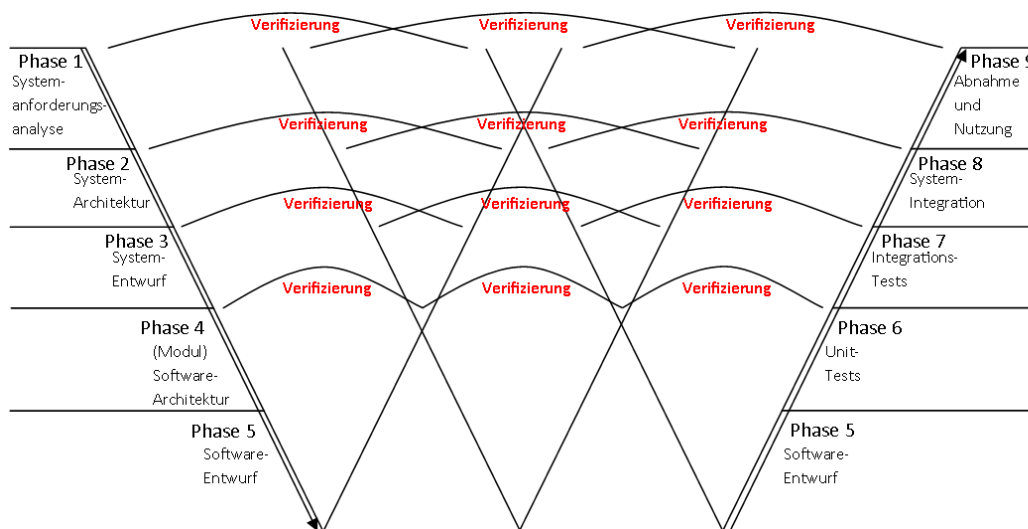 Verifizierung
Verifizierung
Verifizierung
Phase 1
System-
anforderungs-
analyse
Phase 9
Abnahme
und
Nutzung
Verifizierung
Verifizierung
Verifizierung
Phase 2
System-
Architektur
Phase 8
System-
Integration
Verifizierung
Verifizierung
Verifizierung
Phase 3
System-
Entwurf
Phase 7
Integrations-
Tests
Verifizierung
Verifizierung
Verifizierung
Phase 4
(Modul)
Software-
Architektur
Phase 6
Unit-
Tests
Phase 5
Software-
Entwurf
Phase 5
Software-
Entwurf